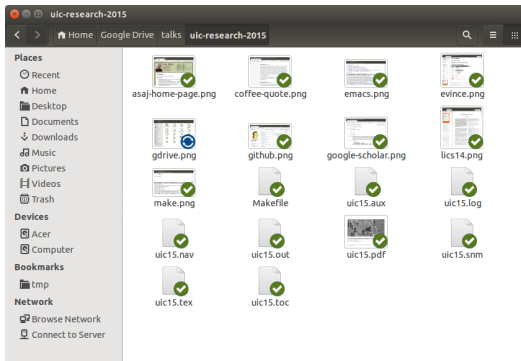 uic-research-2015
Home Google Drive talks uic-research-2015
Places
Recent
Home
Desktop
Documents
Downloads
Music
Pictures
Videos
Trash
Devices
Acer
Computer
Bookmarks
tmp
Network
Browse Network
Connect to Server
asaj-home-page.png coffee-quote.png emacs.png evince.png
gdrive.png github.png google-scholar.png lics14.png
make.png Makefile uic15.aux uic15.log
uic15.nav uic15.out uic15.pdf uic15.snm
uic15.tex uic15.toc